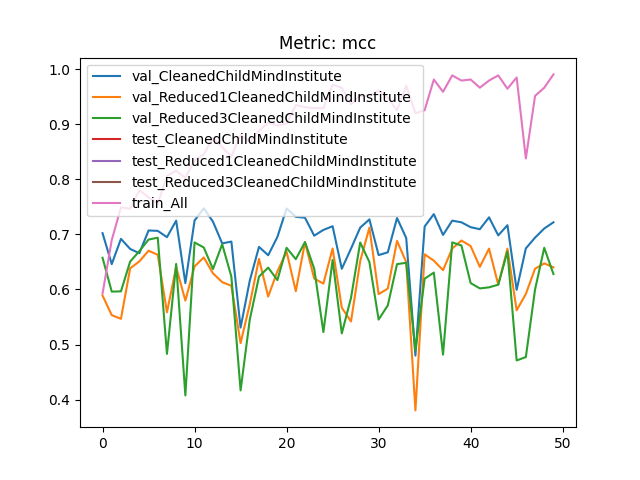 Metric: mcc
1.0
0.9
0.8
0.7
0.6
0.5
0.4
val_CleanedChildMindInstitute
val_Reduced1CleanedChildMindInstitute
val_Reduced3CleanedChildMindInstitute
test_CleanedChildMindInstitute
test_Reduced1CleanedChildMindInstitute
test_Reduced3CleanedChildMindInstitute
train_All
0 10 20 30 40 50